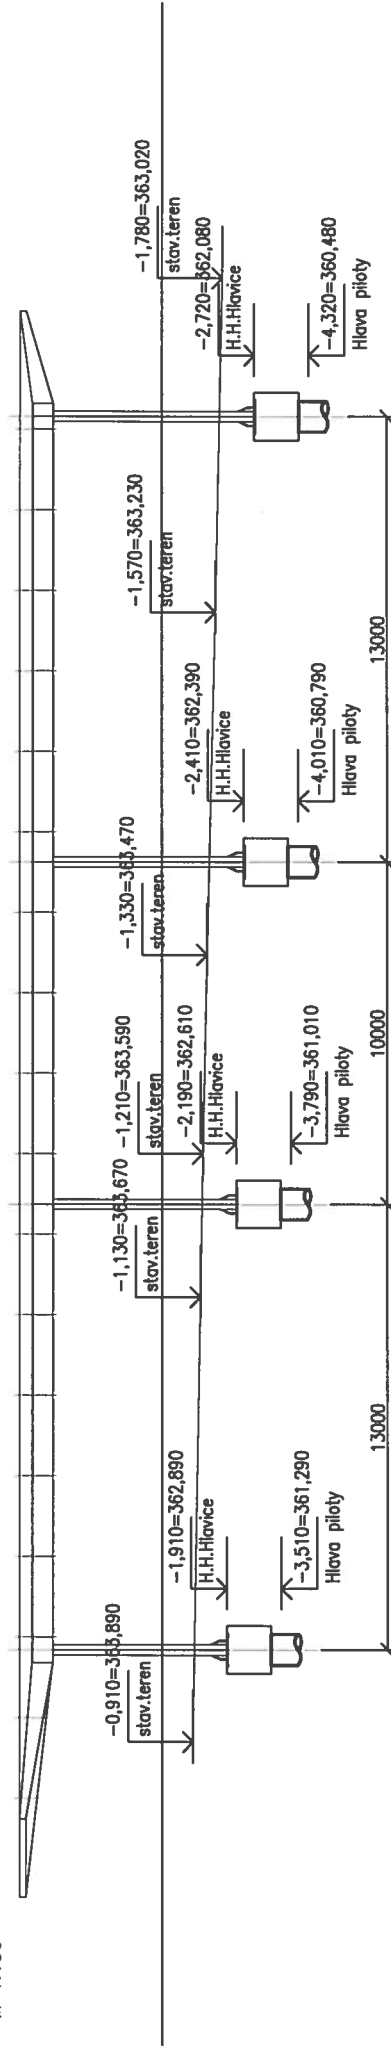 -0,910=363,890
stav.teren
-1,910=362,890
H.H.Hlavice
-3,510=361,290
Hlava piloty
13000
-1,130=363,670
stav.teren
-1,210=363,590
stav.teren
-2,190=362,610
H.H.Hlavice
-3,790=361,010
Hlava piloty
10000
-1,330=363,470
stav.teren
-2,410=362,390
H.H.Hlavice
-4,010=360,790
Hlava piloty
13000
-1,570=363,230
stav.teren
-1,780=363,020
stav.teren
-2,720=362,080
H.H.Hlavice
-4,320=360,480
Hlava piloty